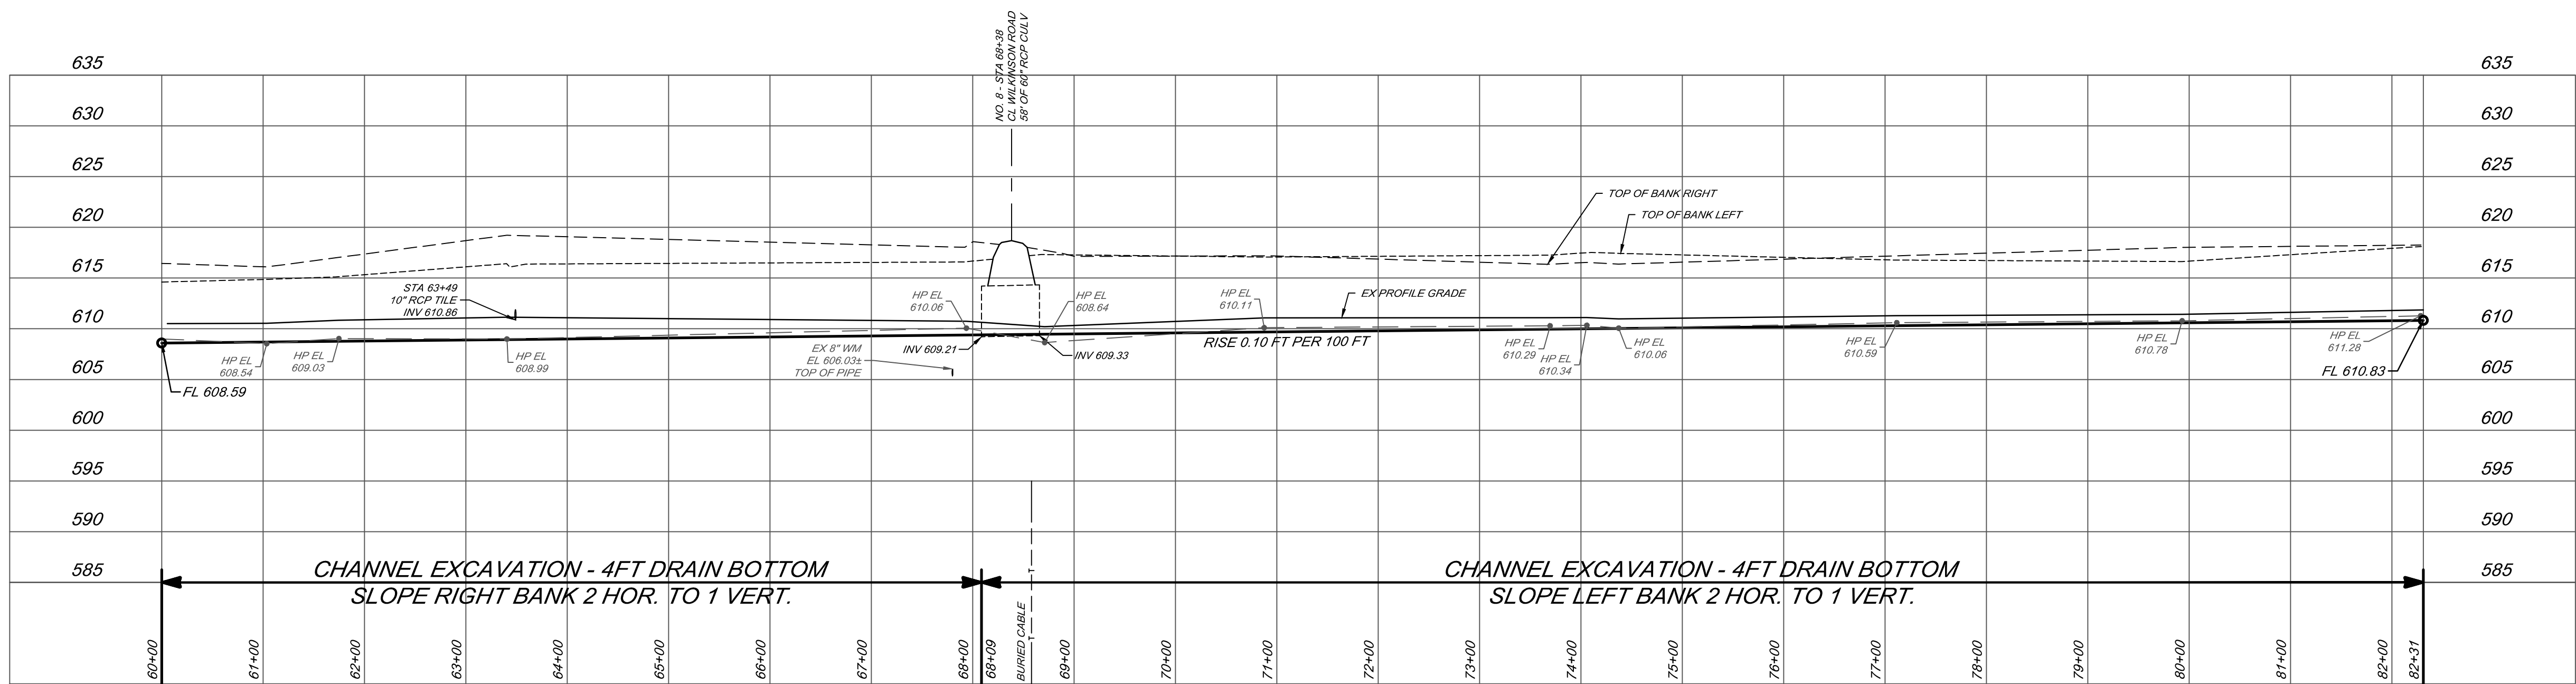 NO. 8 - STA 68+38
CL WILKINSON ROAD
58' OF 60" RCP CULV
635
635
630
630
625
625
TOP OF BANK RIGHT
620
TOP OF BANK LEFT
620
615
615
STA 63+49
10" RCP TILE
INV 610.86
HP EL
610.06
HP EL
608.64
HP EL
610.11
EX PROFILE GRADE
610
610
HP EL
608.54
HP EL
609.03
HP EL
608.99
EX 8" WM
EL 606.03±
TOP OF PIPE
INV 609.21
INV 609.33
RISE 0.10 FT PER 100 FT
HP EL
610.29
HP EL
610.34
HP EL
610.06
HP EL
610.59
HP EL
610.78
HP EL
611.28
605
FL 608.59
FL 610.83
605
600
600
595
595
590
590
585
CHANNEL EXCAVATION - 4FT DRAIN BOTTOM
SLOPE RIGHT BANK 2 HOR. TO 1 VERT.
CHANNEL EXCAVATION - 4FT DRAIN BOTTOM
SLOPE LEFT BANK 2 HOR. TO 1 VERT.
585
60+00
61+00
62+00
63+00
64+00
65+00
66+00
67+00
68+00
68+09
BURIED CABLE
T
T
69+00
70+00
71+00
72+00
73+00
74+00
75+00
76+00
77+00
78+00
79+00
80+00
81+00
82+00
82+31